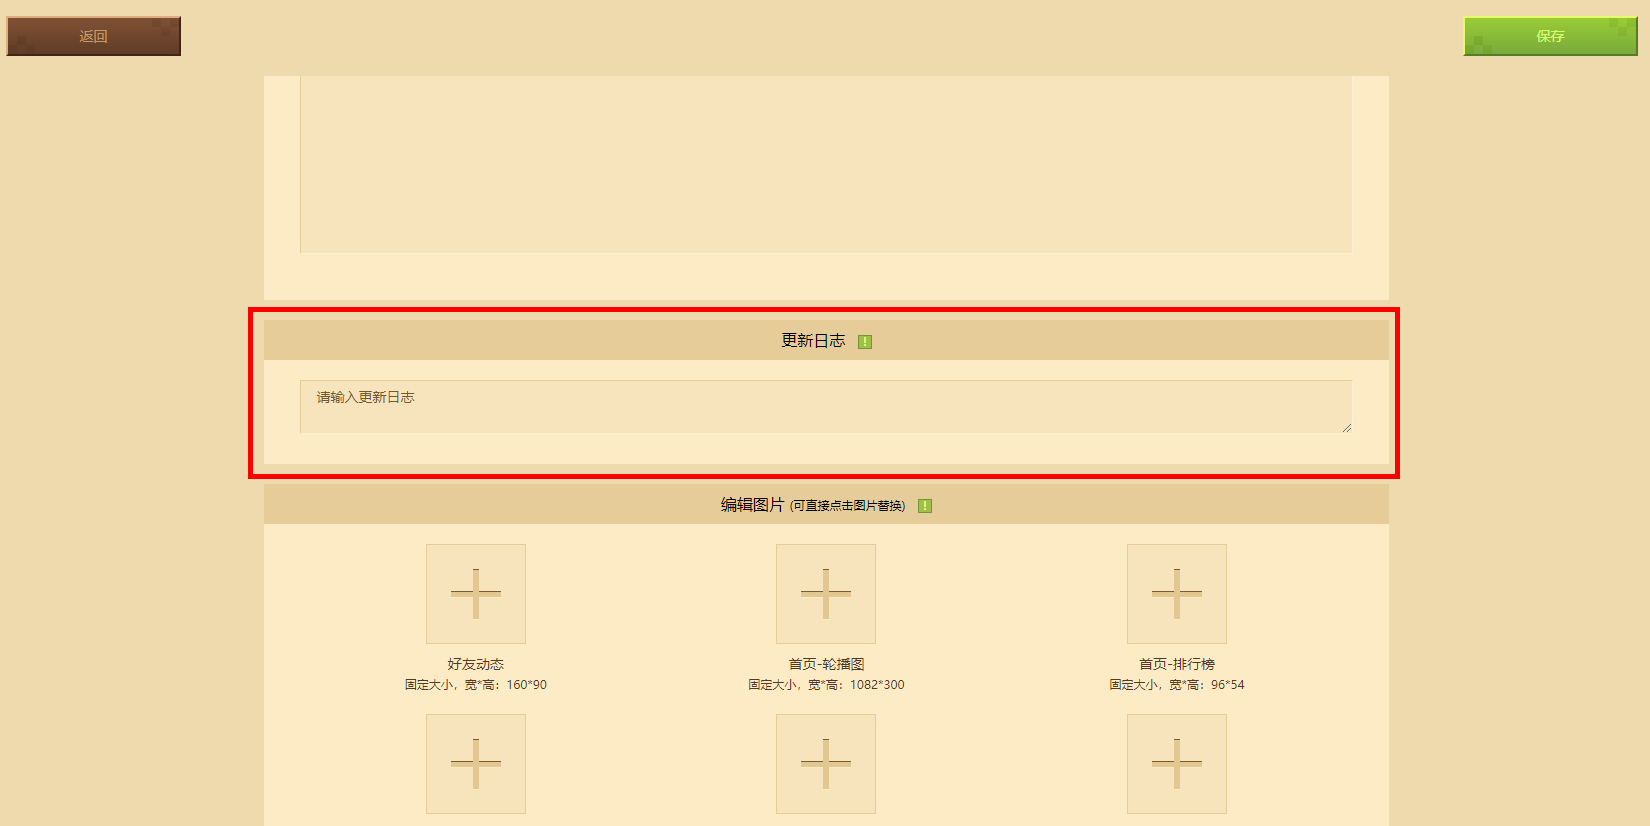 返回
保存
更新日志 !
请输入更新日志
编辑图片 (可直接点击图片替换) !
好友动态
固定大小，宽*高：160*90
首页-轮播图
固定大小，宽*高：1082*300
首页-排行榜
固定大小，宽*高：96*54